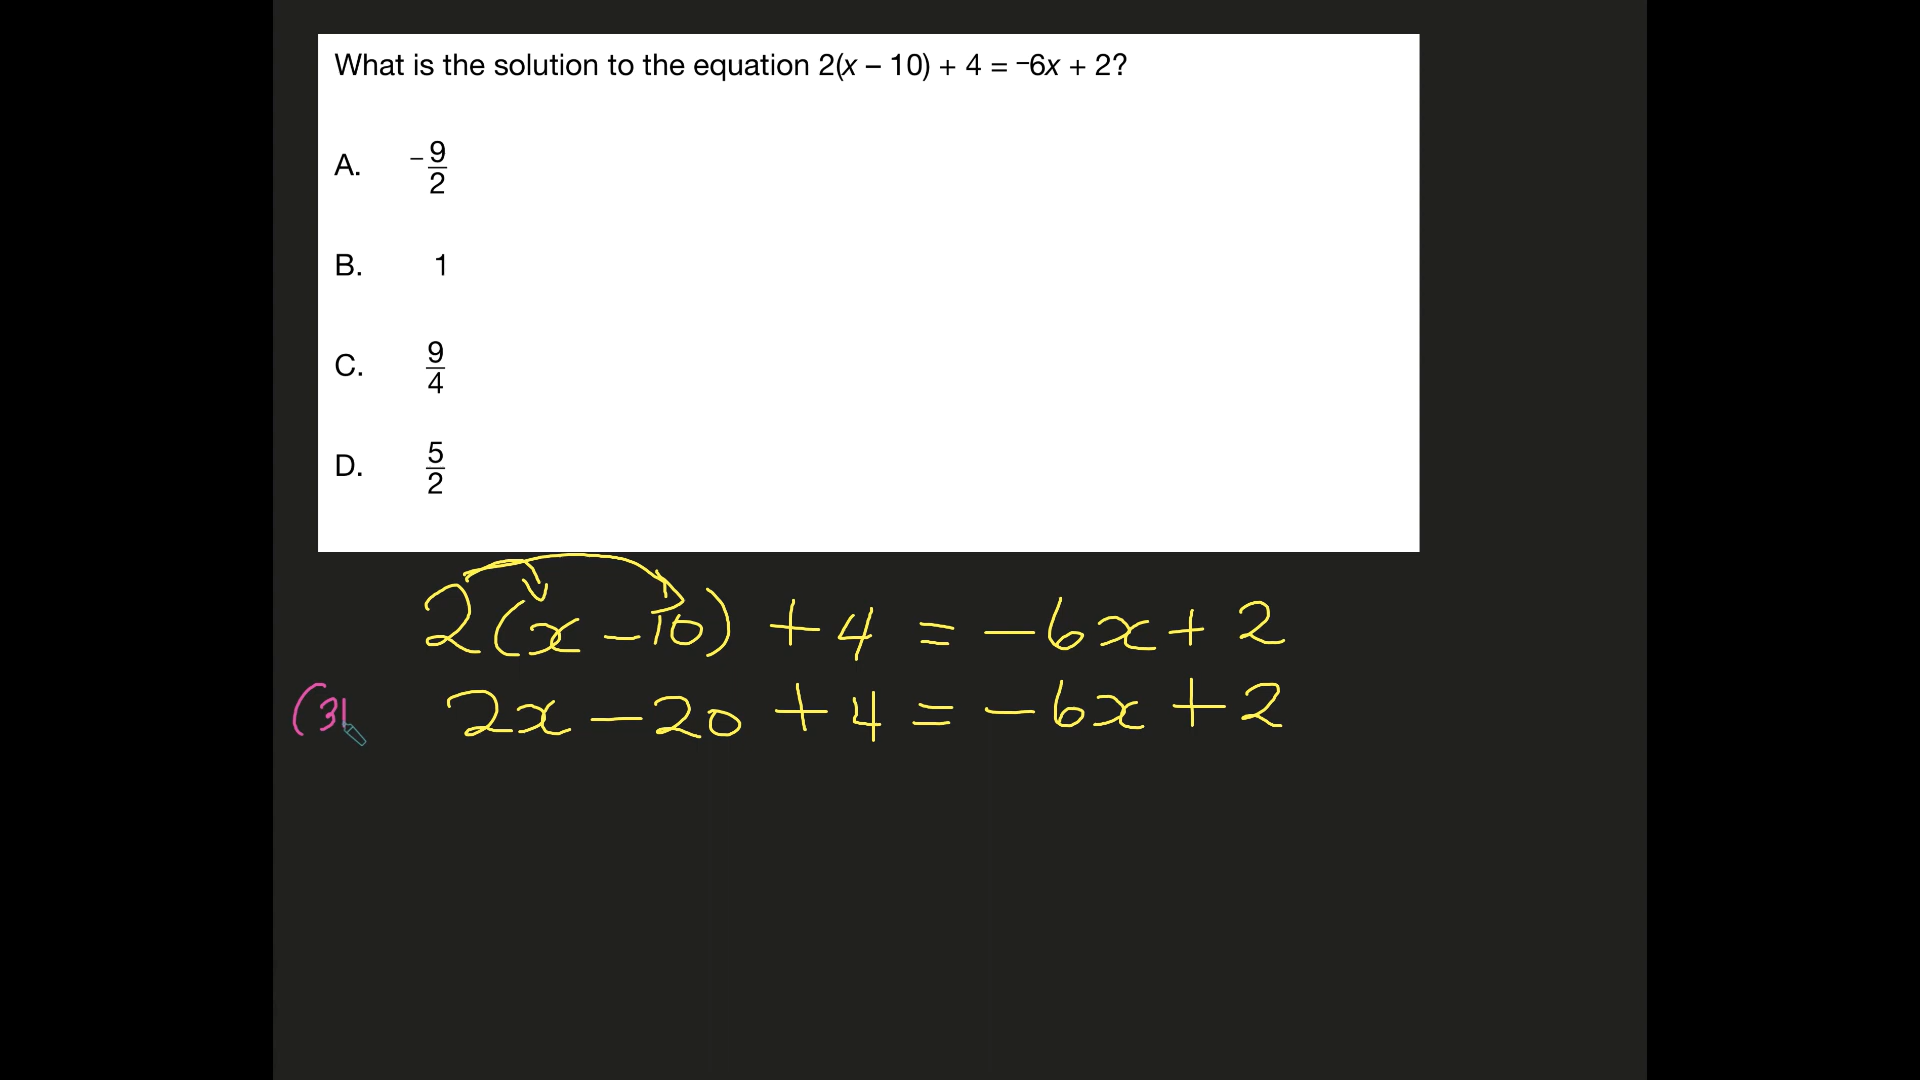 What is the solution to the equation 2(x – 10) + 4 = –6x + 2?
A. –9/2
B. 1
C. 9/4
D. 5/2
2(x – 10) + 4 = – 6x + 2
(31 2x – 20 + 4 = – 6x + 2